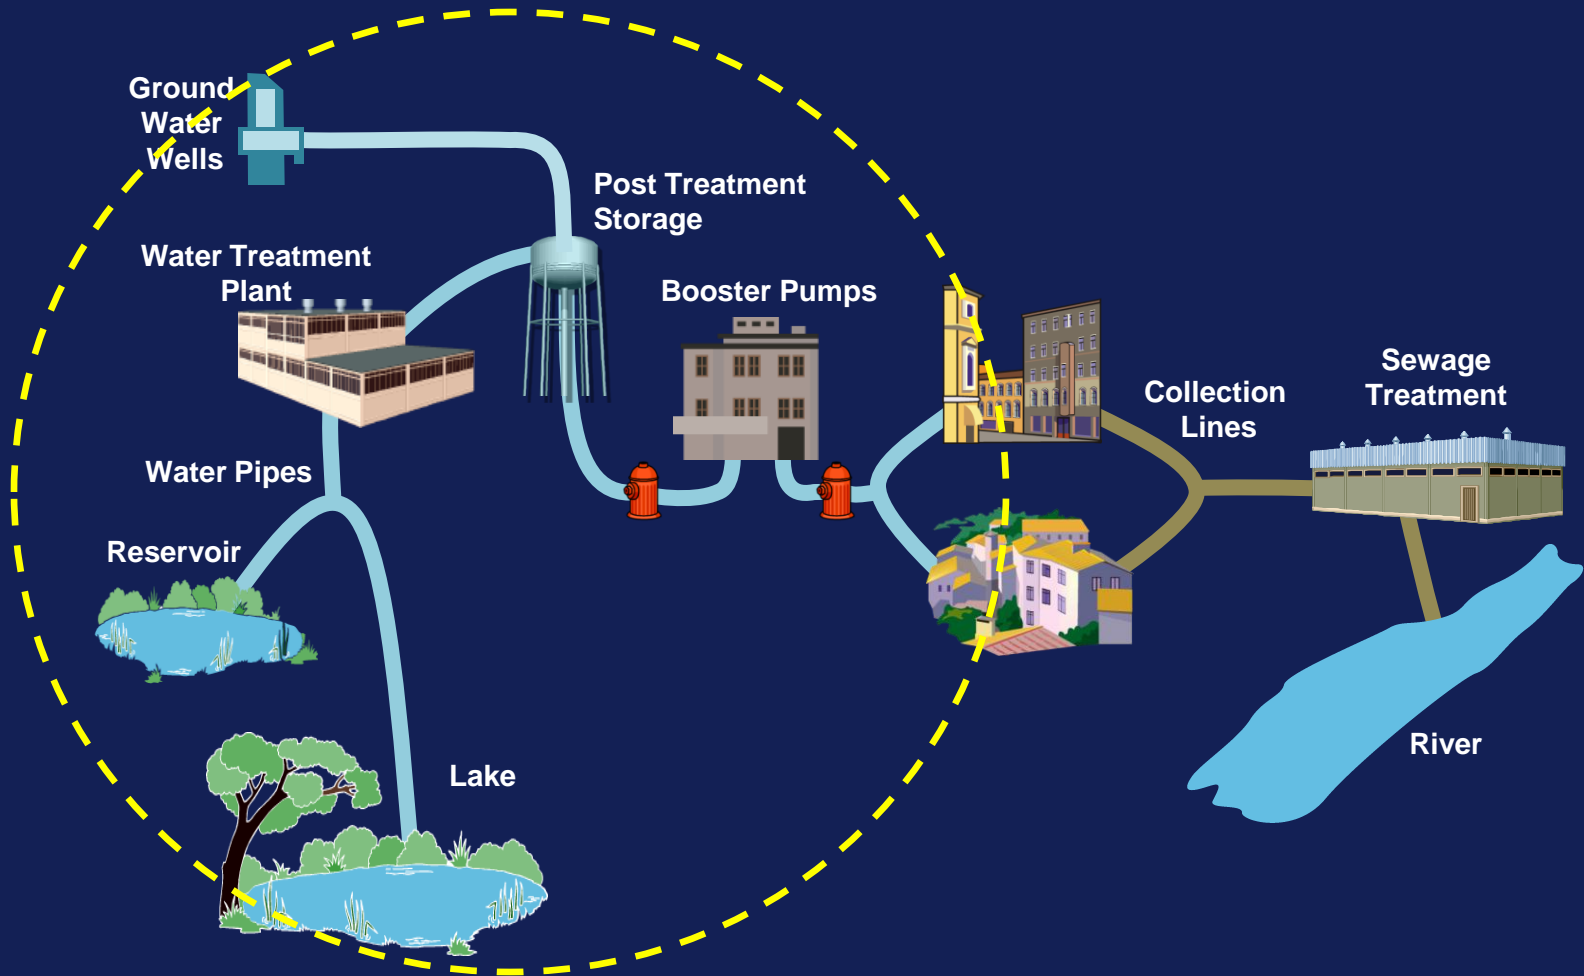 Ground
Water
Wells
Post Treatment
Storage
Water Treatment
Plant
Booster Pumps
Sewage
Treatment
Collection
Lines
Water Pipes
Reservoir
River
Lake